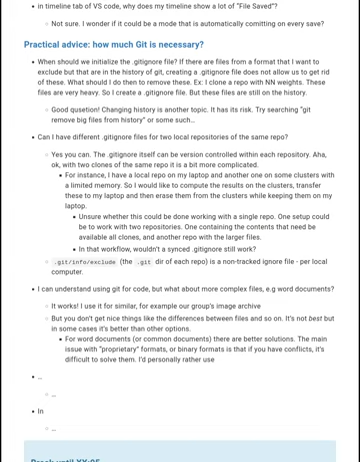 in timeline tab of VS code, why does my timeline show a lot of "File Saved"?
Not sure. I wonder if it could be a mode that is automatically comitting on every save?
Practical advice: how much Git is necessary?
When should we initialize the .gitignore file? If there are files from a format that I want to
exclude but that are in the history of git, creating a .gitignore file does not allow us to get rid
of these. What should I do then to remove these. Ex: I clone a repo with NN weights. These
files are very heavy. So I create a .gitignore file. But these files are still on the history.
Good qusetion! Changing history is another topic. It has its risk. Try searching "git
remove big files from history" or some such...
Can I have different .gitignore files for two local repositories of the same repo?
Yes you can. The .gitignore itself can be version controlled within each repository. Aha,
ok, with two clones of the same repo it is a bit more complicated.
For instance, I have a local repo on my laptop and another one on some clusters with
a limited memory. So I would like to compute the results on the clusters, transfer
these to my laptop and then erase them from the clusters while keeping them on my
laptop.
Unsure whether this could be done working with a single repo. One setup could
be to work with two repositories. One containing the contents that need be
available all clones, and another repo with the larger files.
In that workflow, wouldn't a synced .gitignore still work?
.git/info/exclude (the .git dir of each repo) is a non-tracked ignore file - per local
computer.
I can understand using git for code, but what about more complex files, e.g word documents?
It works! I use it for similar, for example our group's image archive
But you don't get nice things like the differences between files and so on. It's not best but
in some cases it's better than other options.
For word documents (or common documents) there are better solutions. The main
issue with "proprietary" formats, or binary formats is that if you have conflicts, it's
difficult to solve them. I'd personally rather use
...
...
In
...